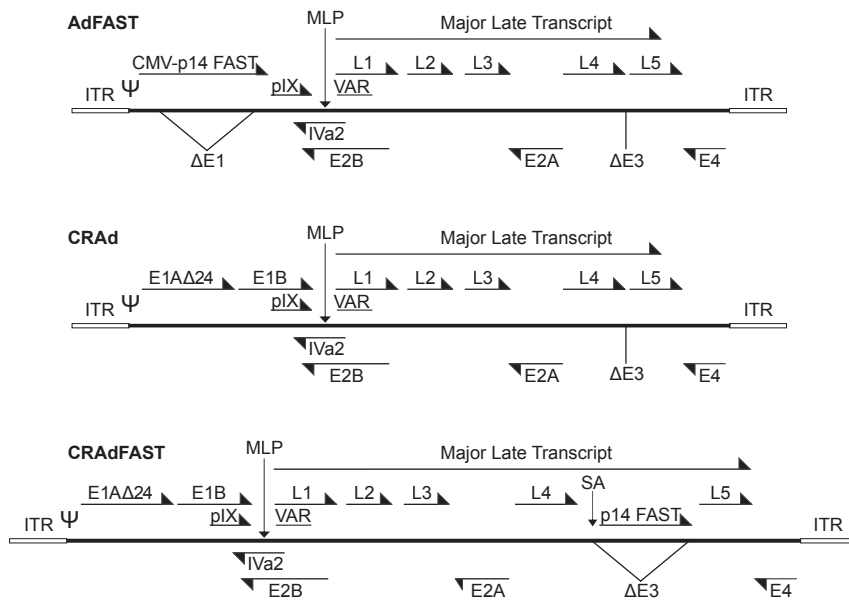 AdFAST
MLP
Major Late Transcript
CMV-p14 FAST
L1 L2 L3 L4 L5
ITR Ψ pIX VAR ITR
IVa2
ΔE1 E2B E2A ΔE3 E4
CRAd
MLP
Major Late Transcript
E1AΔ24 E1B L1 L2 L3 L4 L5
ITR Ψ pIX VAR ITR
IVa2
E2B E2A ΔE3 E4
CRAdFAST
MLP
Major Late Transcript
SA
E1AΔ24 E1B L1 L2 L3 L4 L5
ITR Ψ pIX VAR p14 FAST ITR
IVa2
E2B E2A ΔE3 E4